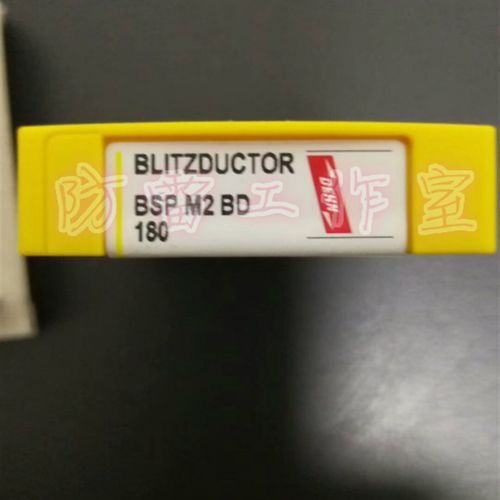 BLITZDUCTOR
BSP M2 BD
180
DEHN
防雷工作室